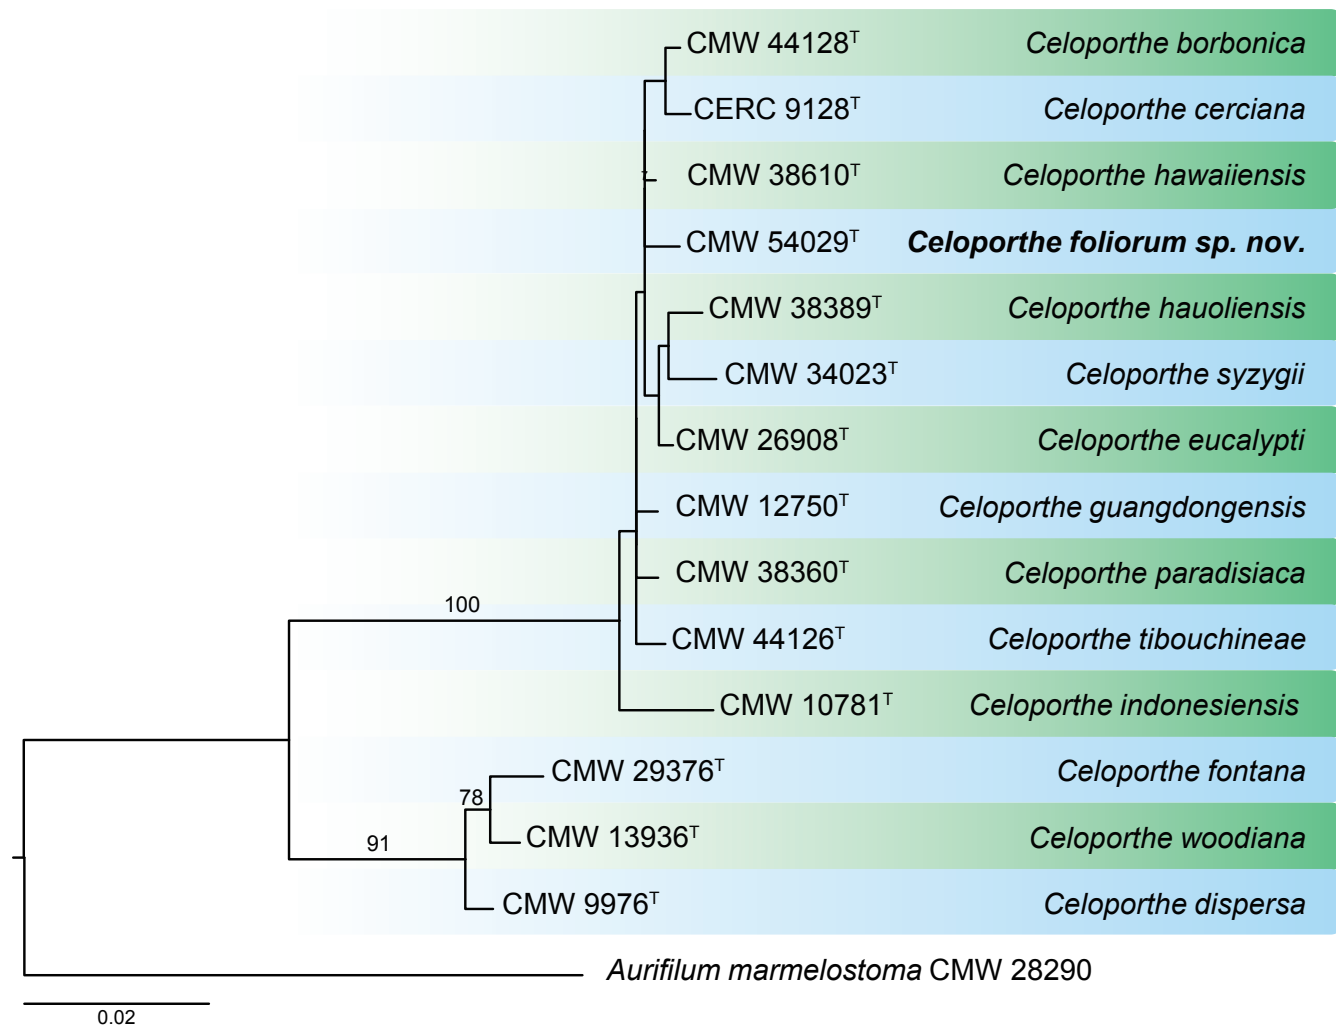 CMW 44128ᵀ Celoporthe borbonica
CERC 9128ᵀ Celoporthe cerciana
CMW 38610ᵀ Celoporthe hawaiiensis
CMW 54029ᵀ Celoporthe foliorum sp. nov.
CMW 38389ᵀ Celoporthe hauoliensis
CMW 34023ᵀ Celoporthe syzygii
CMW 26908ᵀ Celoporthe eucalypti
CMW 12750ᵀ Celoporthe guangdongensis
CMW 38360ᵀ Celoporthe paradisiaca
100
CMW 44126ᵀ Celoporthe tibouchineae
CMW 10781ᵀ Celoporthe indonesiensis
CMW 29376ᵀ Celoporthe fontana
78
CMW 13936ᵀ Celoporthe woodiana
91
CMW 9976ᵀ Celoporthe dispersa
Aurifilum marmelostoma CMW 28290
0.02